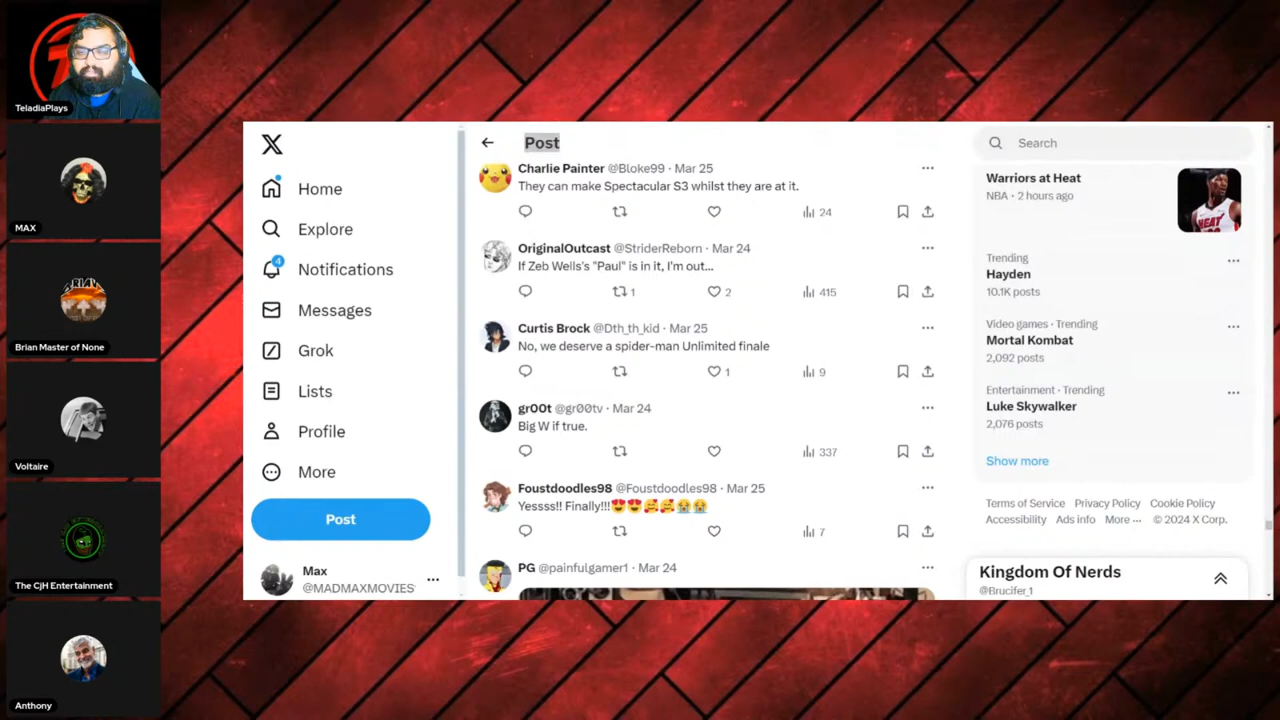 TeladiaPlays
MAX
BRIAN
Brian Master of None
Voltaire
The CJH Entertainment
Anthony
X
Home
Explore
4
Notifications
Messages
Grok
Lists
Profile
More
Post
Max
@MADMAXMOVIES
Post
Charlie Painter @Bloke99 · Mar 25
They can make Spectacular S3 whilst they are at it.
24
OriginalOutcast @StriderReborn · Mar 24
If Zeb Wells's "Paul" is in it, I'm out...
1 2 415
Curtis Brock @Dth_th_kid · Mar 25
No, we deserve a spider-man Unlimited finale
1 9
gr00t @gr00tv · Mar 24
Big W if true.
337
Foustdoodles98 @Foustdoodles98 · Mar 25
Yessss!! Finally!!!😍😍🥰🥰😭😭
7
PG @painfulgamer1 · Mar 24
Search
Warriors at Heat
NBA · 2 hours ago
HEAT
Trending
Hayden
10.1K posts
Video games · Trending
Mortal Kombat
2,092 posts
Entertainment · Trending
Luke Skywalker
2,076 posts
Show more
Terms of Service Privacy Policy Cookie Policy
Accessibility Ads info More ··· © 2024 X Corp.
Kingdom Of Nerds
@Brucifer_1